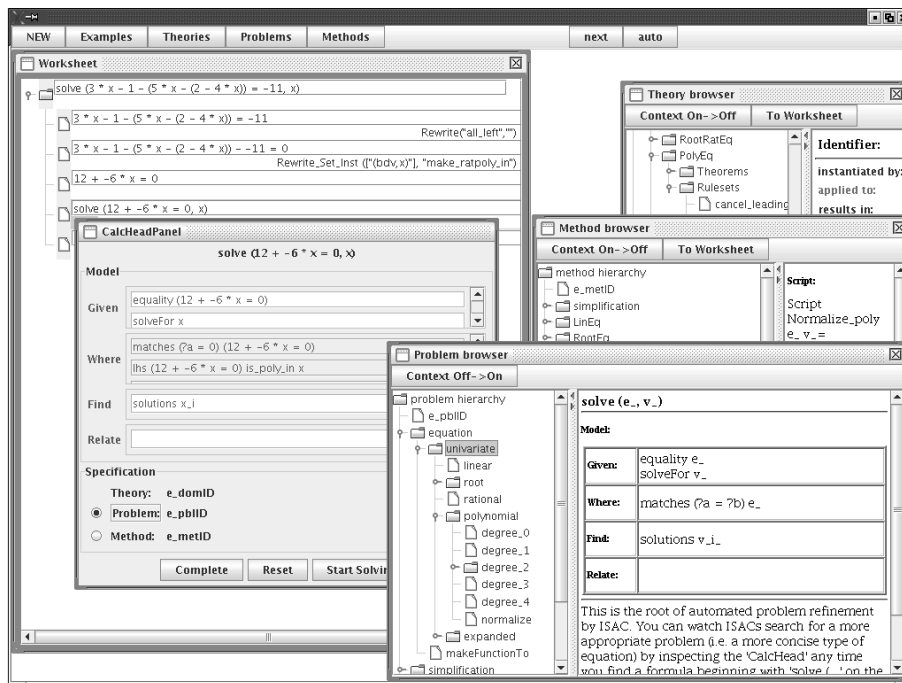 NEW Examples Theories Problems Methods next auto
Worksheet
solve (3 * x - 1 - (5 * x - (2 - 4 * x)) = -11, x)
3 * x - 1 - (5 * x - (2 - 4 * x)) = -11
Rewrite("all_left","")
3 * x - 1 - (5 * x - (2 - 4 * x)) - -11 = 0
Rewrite_Set_Inst (["(bdv,x)"], "make_ratpoly_in")
12 + -6 * x = 0
solve (12 + -6 * x = 0, x)
CalcHeadPanel
solve (12 + -6 * x = 0, x)
Model
Given
equality (12 + -6 * x = 0)
solveFor x
Where
matches (?a = 0) (12 + -6 * x = 0)
lhs (12 + -6 * x = 0) is_poly_in x
Find
solutions x_i
Relate
Specification
Theory: e_domID
Problem: e_pblID
Method: e_metID
Complete Reset Start Solvin
Theory browser
Context On->Off To Worksheet
RootRatEq
PolyEq
Theorems
Rulesets
cancel_leading
Identifier:
instantiated by:
applied to:
results in:
Method browser
Context On->Off To Worksheet
method hierarchy
e_metID
simplification
LinEq
RootEq
Script:
Script
Normalize_poly
e_ v_=
Problem browser
Context Off->On
problem hierarchy
e_pblID
equation
univariate
linear
root
rational
polynomial
degree_0
degree_1
degree_2
degree_3
degree_4
normalize
expanded
makeFunctionTo
simplification
solve (e_, v_)
Model:
Given:
equality e_
solveFor v_
Where:
matches (?a = ?b) e_
Find:
solutions v_i_
Relate:
This is the root of automated problem refinement
by ISAC. You can watch ISACs search for a more
appropriate problem (i.e. a more concise type of
equation) by inspecting the 'CalcHead' any time
you find a formula beginning with 'solve (...' on the